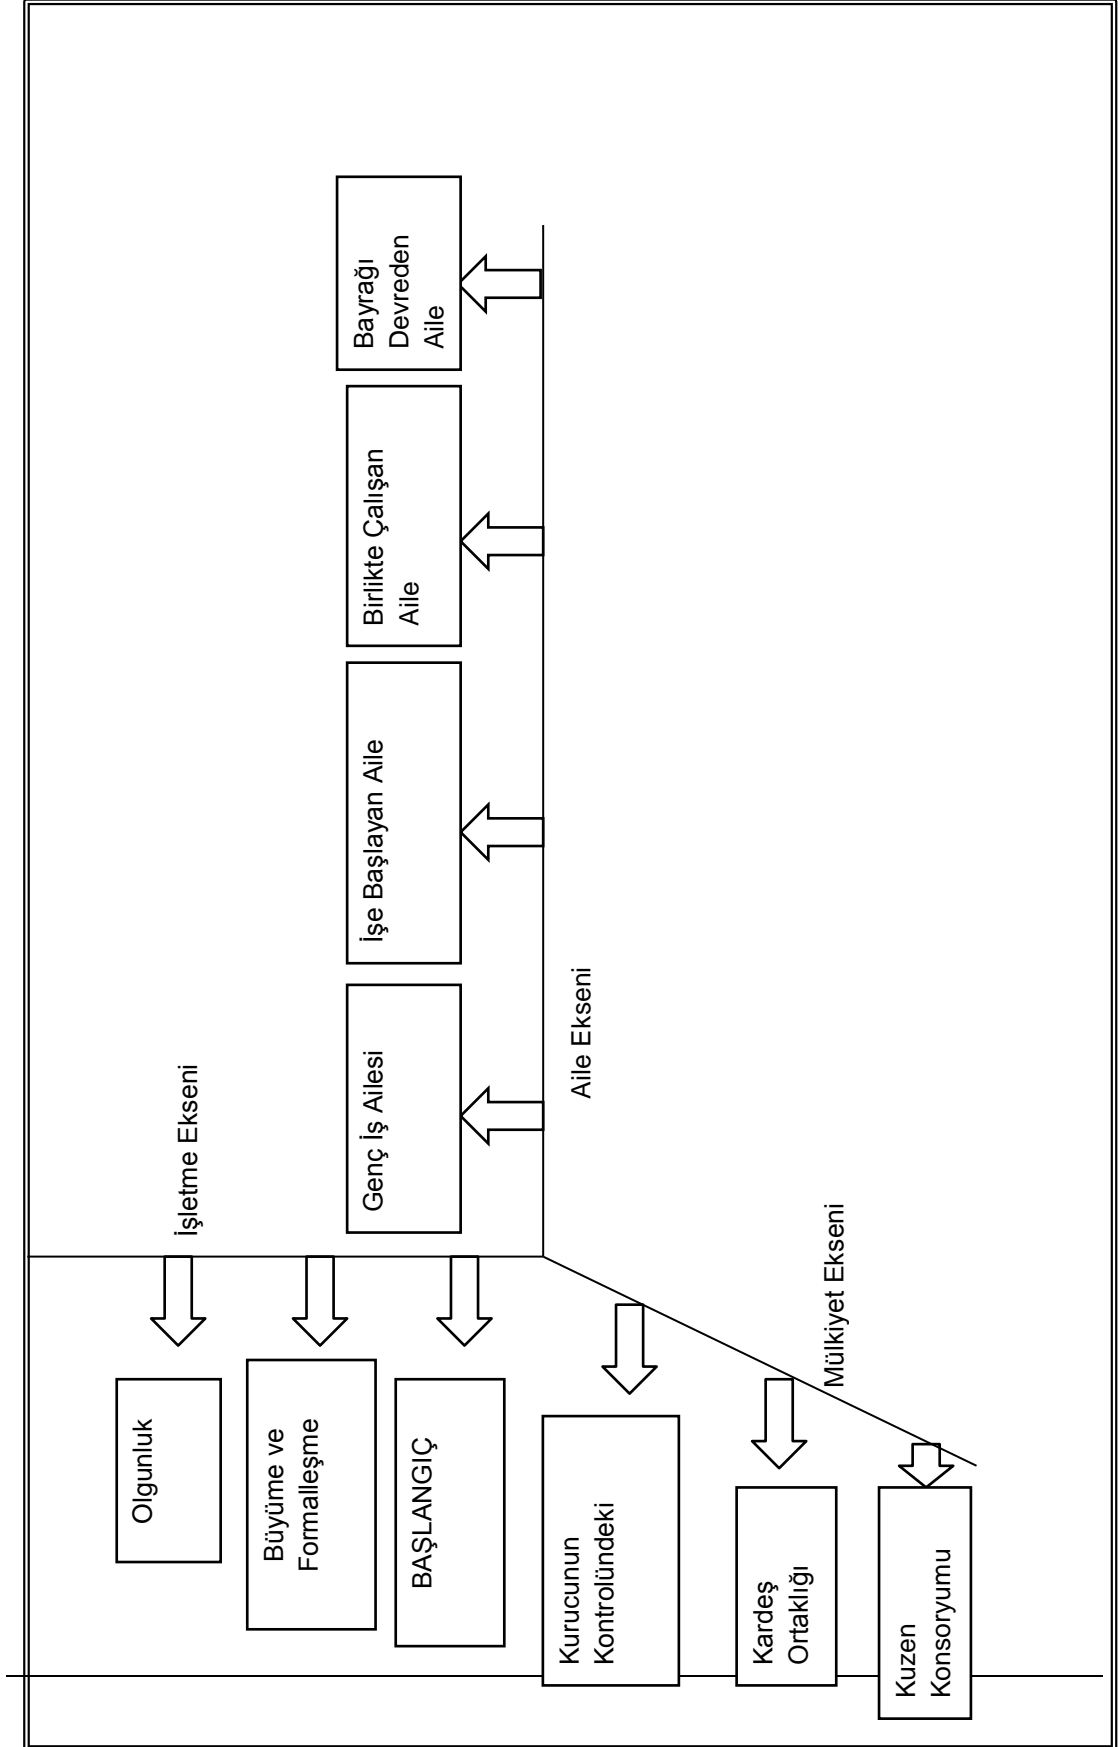 Olgunluk
Büyüme ve
Formalleşme
BAŞLANGIÇ
İşletme Ekseni
Genç İş Ailesi
İşe Başlayan Aile
Birlikte Çalışan
Aile
Bayrağı
Devreden
Aile
Aile Ekseni
Kurucunun
Kontrolündeki
Kardeş
Ortaklığı
Kuzen
Konsoryumu
Mülkiyet Ekseni